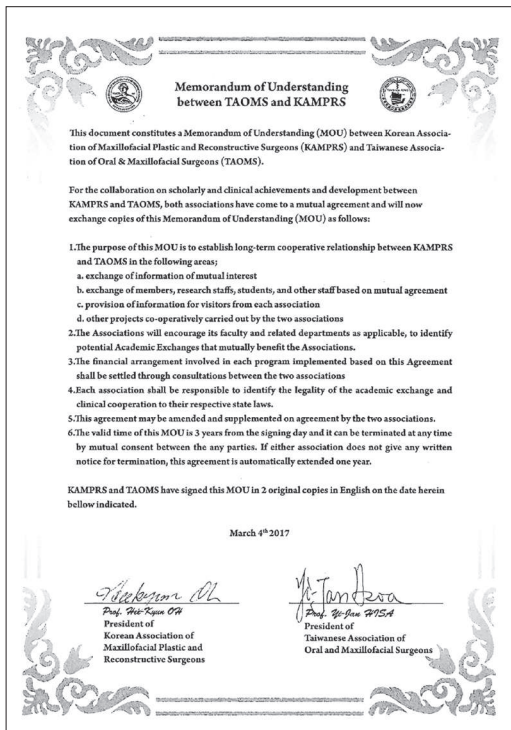 Memorandum of Understanding
between TAOMS and KAMPRS
This document constitutes a Memorandum of Understanding (MOU) between Korean Associa-
tion of Maxillofacial Plastic and Reconstructive Surgeons (KAMPRS) and Taiwanese Associa-
tion of Oral & Maxillofacial Surgeons (TAOMS).
For the collaboration on scholarly and clinical achievements and development between
KAMPRS and TAOMS, both associations have come to a mutual agreement and will now
exchange copies of this Memorandum of Understanding (MOU) as follows:
1.The purpose of this MOU is to establish long-term cooperative relationship between KAMPRS
and TAOMS in the following areas;
a. exchange of information of mutual interest
b. exchange of members, research staffs, students, and other staff based on mutual agreement
c. provision of information for visitors from each association
d. other projects co-operatively carried out by the two associations
2.The Associations will encourage its faculty and related departments as applicable, to identify
potential Academic Exchanges that mutually benefit the Associations.
3.The financial arrangement involved in each program implemented based on this Agreement
shall be settled through consultations between the two associations
4.Each association shall be responsible to identify the legality of the academic exchange and
clinical cooperation to their respective state laws.
5.This agreement may be amended and supplemented on agreement by the two associations.
6.The valid time of this MOU is 3 years from the signing day and it can be terminated at any time
by mutual consent between the any parties. If either association does not give any written
notice for termination, this agreement is automatically extended one year.
KAMPRS and TAOMS have signed this MOU in 2 original copies in English on the date herein
bellow indicated.
March 4th 2017
Prof. Hee-Kyun OH
President of
Korean Association of
Maxillofacial Plastic and
Reconstructive Surgeons
Prof. Yi-Jan HISA
President of
Taiwanese Association of
Oral and Maxillofacial Surgeons